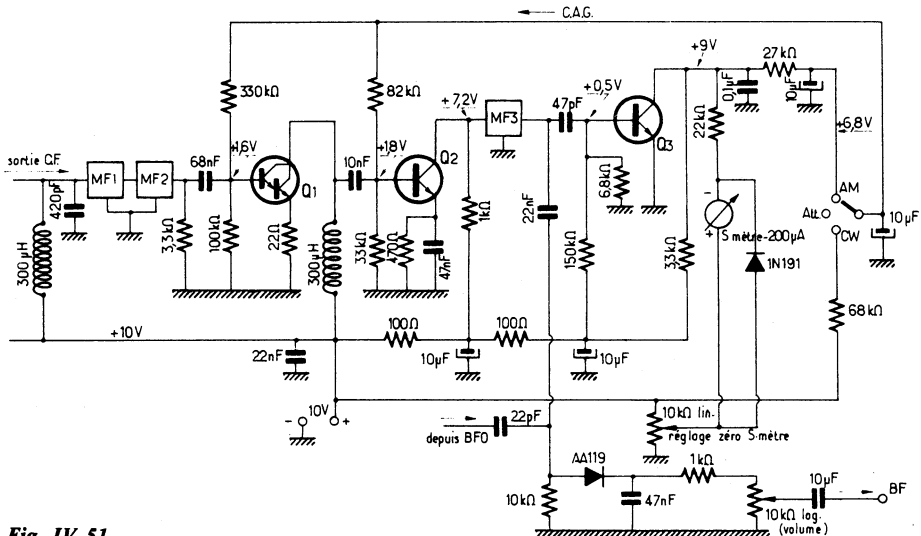 C.A.G.
+9V
27kΩ
330kΩ
82kΩ
+7,2V
47pF
+0,5V
0,1µF
10µF
+6,8V
22kΩ
sortie C.F.
MF1
MF2
68nF
+1,6V
Q1
10nF
+1,8V
Q2
MF3
Q3
420pF
300µH
3,3kΩ
100kΩ
22Ω
300µH
33kΩ
470Ω
47nF
1kΩ
22nF
6,8kΩ
150kΩ
3,3kΩ
-
+
S.mètre-200µA
1N191
AM
CW
10µF
68kΩ
+10V
100Ω
100Ω
22nF
10µF
10µF
- 10V +
depuis BFO
22pF
10kΩ lin.
réglage zéro S.mètre
AA119
1kΩ
10µF
BF
10kΩ
47nF
10kΩ log.
(volume)
Fig. IV-51